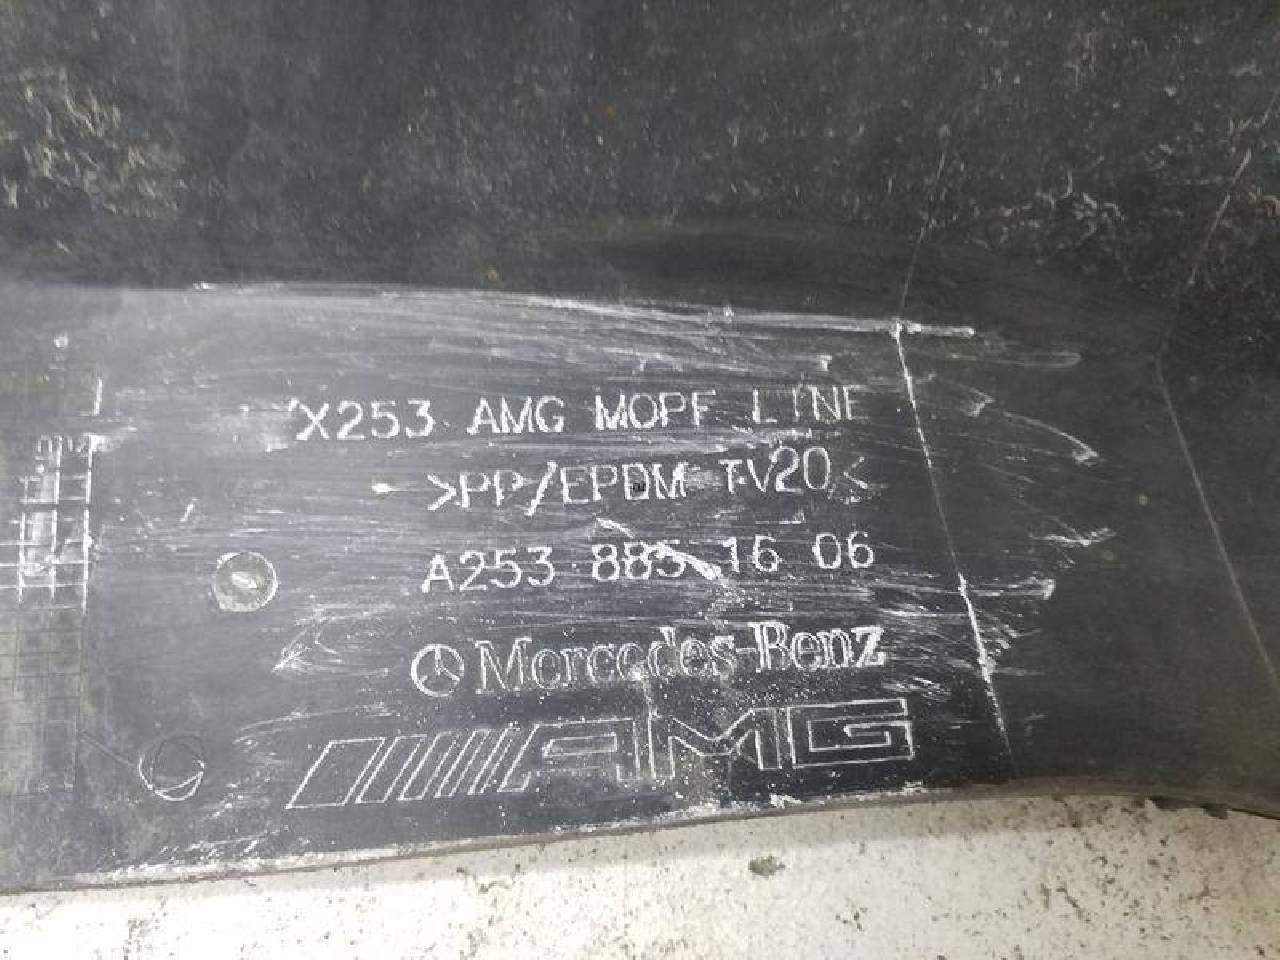 X253 AMG MOPF LINE
>PP/EPDM TV20<
A253 885 16 06
Mercedes-Benz
AMG